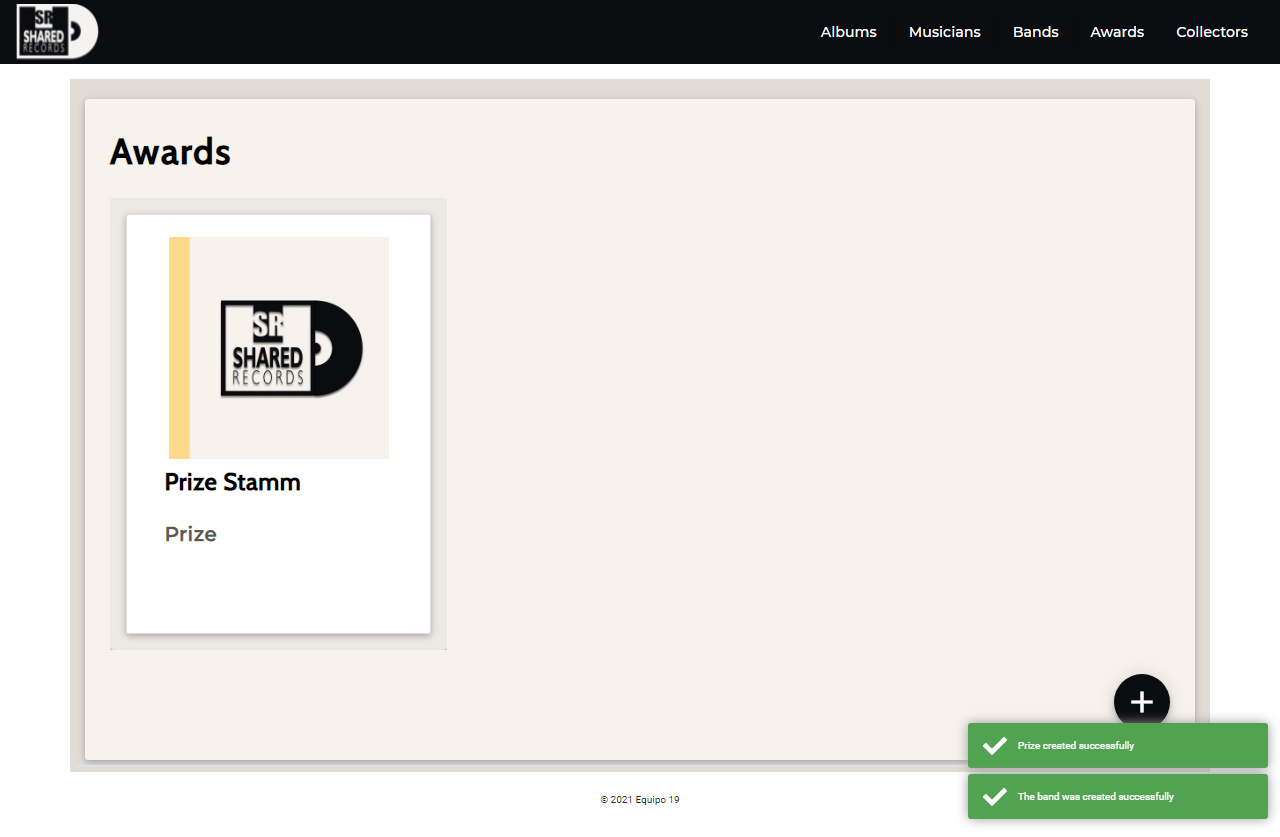 SR
SHARED
RECORDS
Albums
Musicians
Bands
Awards
Collectors
Awards
SR
SHARED
RECORDS
Prize Stamm
Prize
+
Prize created successfully
The band was created successfully
© 2021 Equipo 19